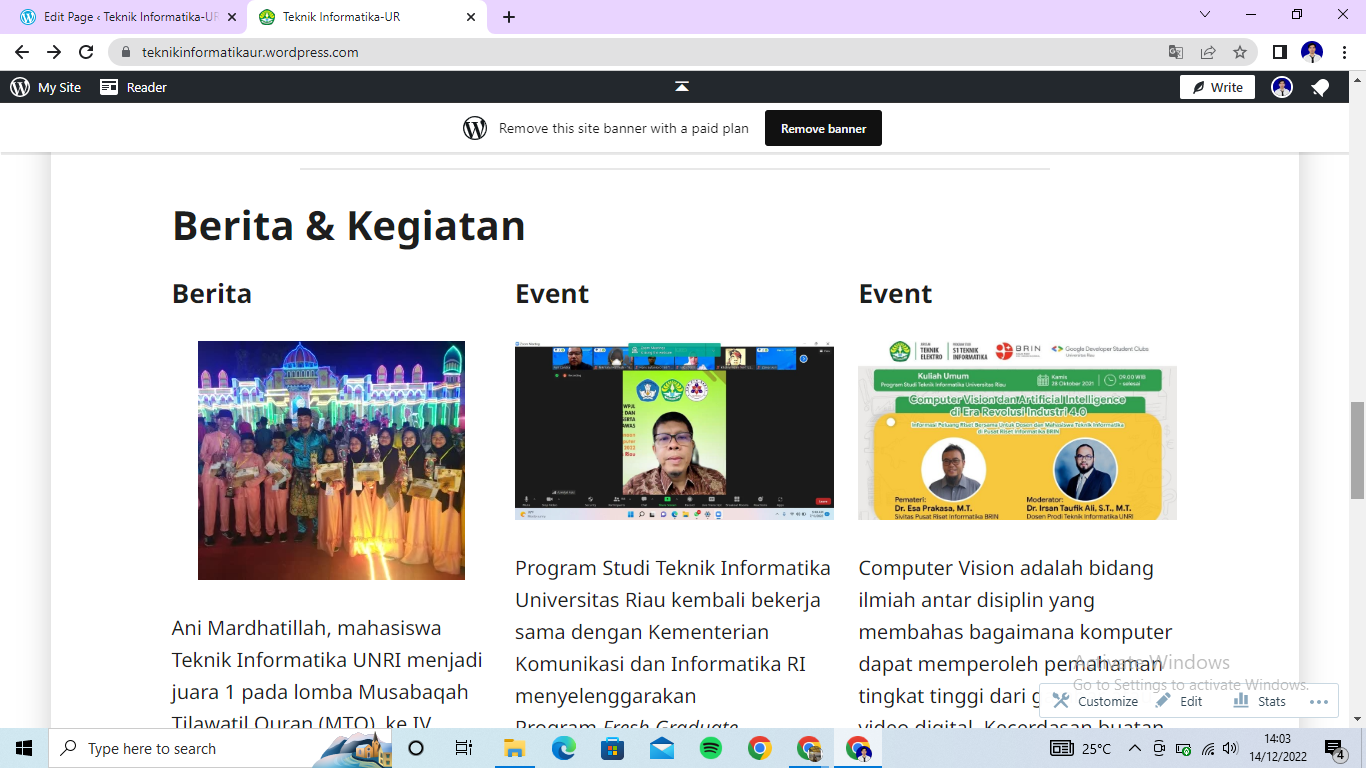 Edit Page ‹ Teknik Informatika-UR
Teknik Informatika-UR
teknikinformatikaur.wordpress.com
My Site
Reader
Write
Remove this site banner with a paid plan
Remove banner
Berita & Kegiatan
Berita
Event
Event
TEKNIK
ELEKTRO
S1 TEKNIK
INFORMATIKA
BRIN
Google Developer Student Clubs
Universitas Riau
Kuliah Umum
Program Studi Teknik Informatika Universitas Riau
Kamis
28 Oktober 2021
09.00 WIB
- selesai
Computer Vision dan Artificial Intelligence
di Era Revolusi Industri 4.0
Informasi Peluang Riset Bersama Untuk Dosen dan Mahasiswa Teknik Informatika
di Pusat Riset Informatika BRIN
Pemateri:
Dr. Esa Prakasa, M.T.
Sivitas Pusat Riset Informatika BRIN
Moderator:
Dr. Irsan Taufik Ali, S.T., M.T.
Dosen Prodi Teknik Informatika UNRI
Ani Mardhatillah, mahasiswa
Teknik Informatika UNRI menjadi
juara 1 pada lomba Musabaqah
Tilawatil Quran (MTQ) ke IV
Program Studi Teknik Informatika
Universitas Riau kembali bekerja
sama dengan Kementerian
Komunikasi dan Informatika RI
menyelenggarakan
Program Fresh Graduate
Computer Vision adalah bidang
ilmiah antar disiplin yang
membahas bagaimana komputer
dapat memperoleh pemahaman
tingkat tinggi dari
video digital. Kecerdasan buatan
Activate Windows
Go to Settings to activate Windows.
Customize
Edit
Stats
Type here to search
25°C
14:03
14/12/2022
4